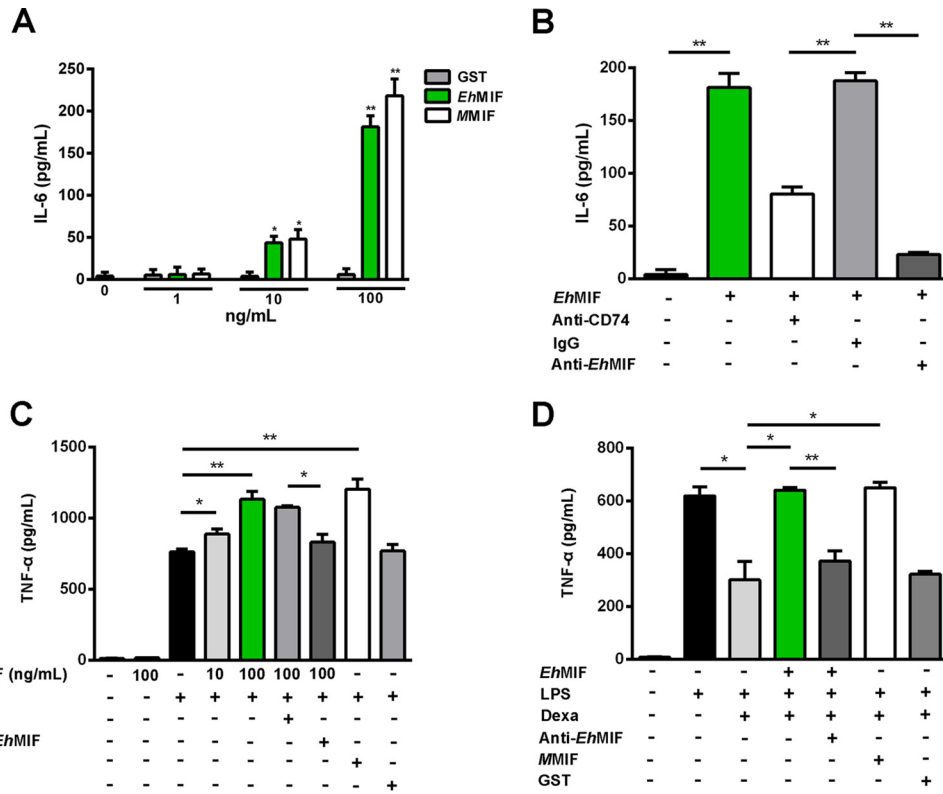 A
250
200
150
100
50
0
IL-6 (pg/mL)
GST
EhMIF
MMIF
* * ** **
0 1 10 100
ng/mL
B
** ** **
200
150
100
50
0
IL-6 (pg/mL)
EhMIF - + + + +
Anti-CD74 - - + - -
IgG - - - + -
Anti-EhMIF - - - - +
C
1500
1000
500
0
TNF-α (pg/mL)
**
** *
*
F (ng/mL) - 100 - 10 100 100 100 - -
- - + + + + + + +
- - - - - + - - -
EhMIF - - - - - - + - -
- - - - - - - + -
- - - - - - - - +
D
800
600
400
200
0
TNF-α (pg/mL)
*
* * **
EhMIF - - - + + - -
LPS - + + + + + +
Dexa - - + + + + +
Anti-EhMIF - - - - + - -
MMIF - - - - - + -
GST - - - - - - +